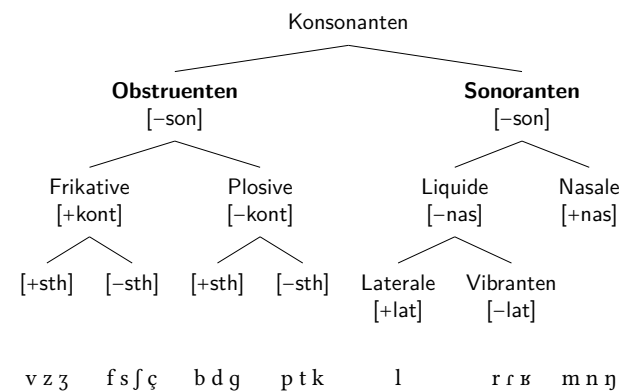 Konsonanten
Obstruenten Sonoranten
[−son] [−son]
Frikative Plosive Liquide Nasale
[+kont] [−kont] [−nas] [+nas]
[+sth] [−sth] [+sth] [−sth] Laterale Vibranten
[+lat] [−lat]
v z ʒ f s ʃ ç b d ɡ p t k l r ɾ ʁ m n ŋ